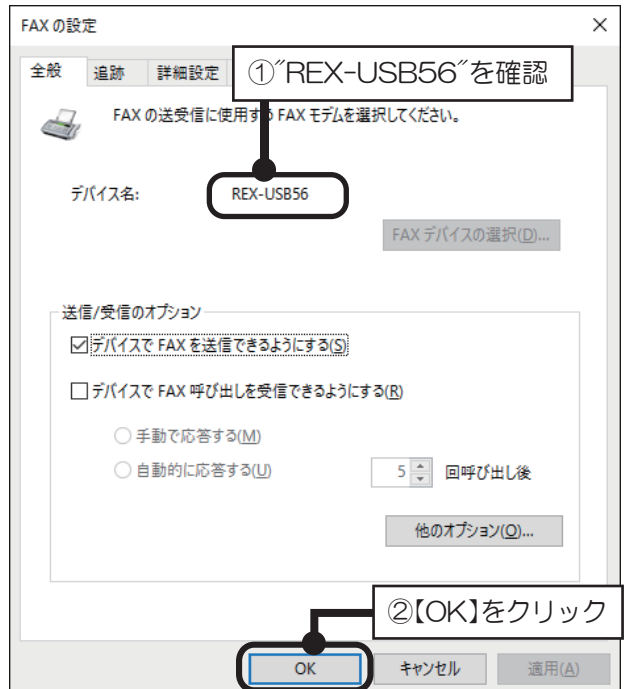 FAX の設定
全般 追跡 詳細設定
①″REX-USB56″を確認
FAX の送受信に使用する FAX モデムを選択してください。
デバイス名: REX-USB56
FAX デバイスの選択(D)...
送信/受信のオプション
デバイスで FAX を送信できるようにする(S)
デバイスで FAX 呼び出しを受信できるようにする(R)
手動で応答する(M)
自動的に応答する(U) 5 回呼び出し後
他のオプション(O)...
②【OK】をクリック
OK キャンセル 適用(A)